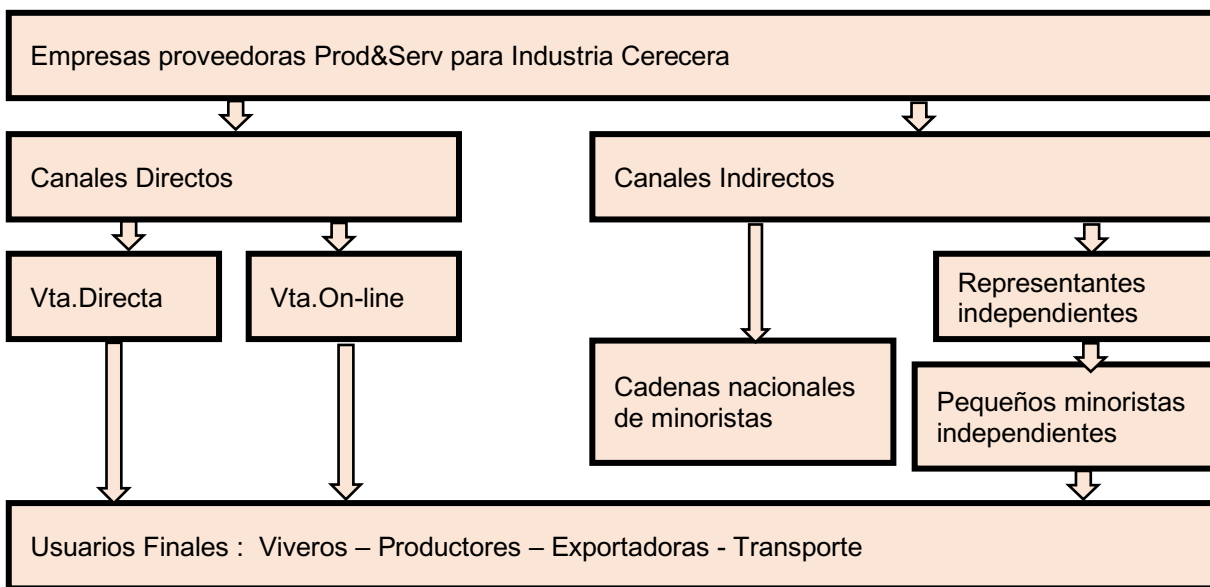 Empresas proveedoras Prod&Serv para Industria Cerecera
Canales Directos
Canales Indirectos
Vta.Directa
Vta.On-line
Representantes
independientes
Cadenas nacionales
de minoristas
Pequeños minoristas
independientes
Usuarios Finales :  Viveros – Productores – Exportadoras - Transporte